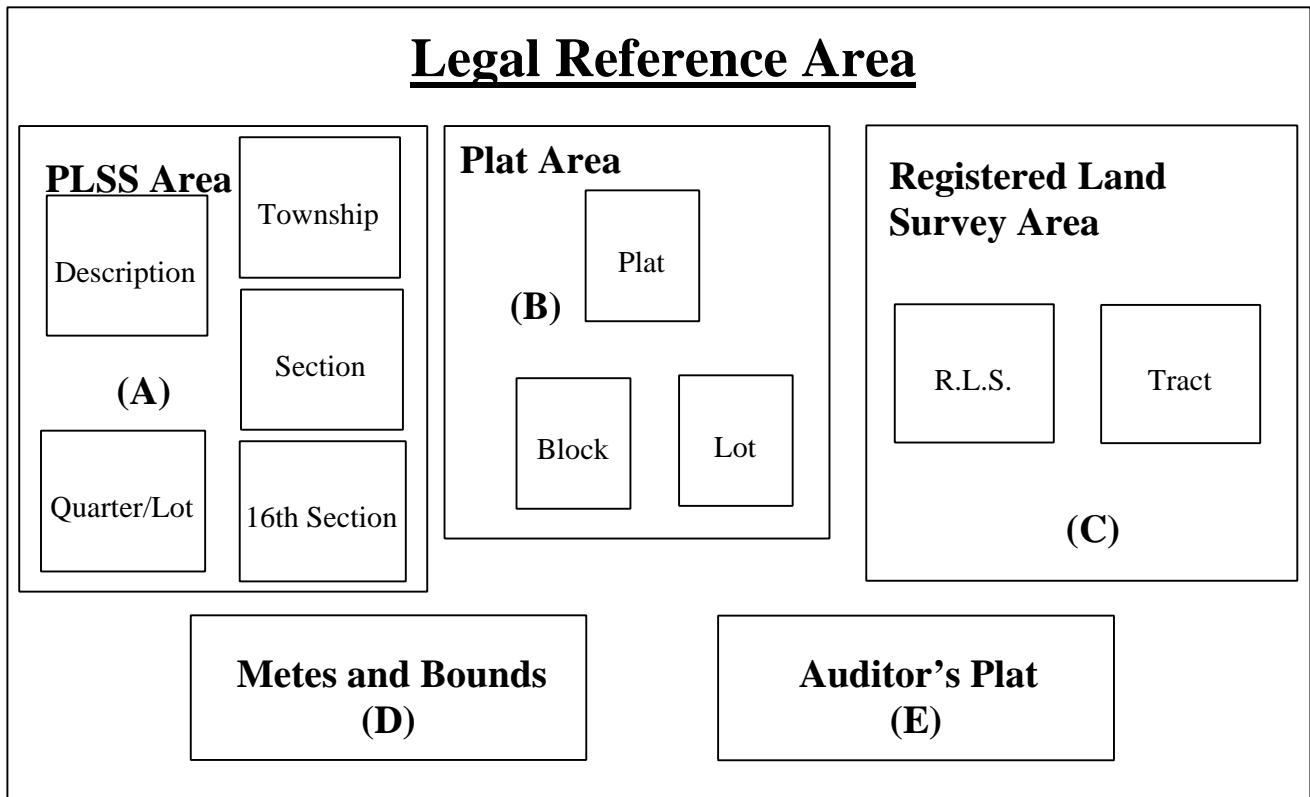 Legal Reference Area
PLSS Area
Township
Description
Section
(A)
Quarter/Lot
16th Section
Plat Area
Plat
(B)
Block
Lot
Registered Land
Survey Area
R.L.S.
Tract
(C)
Metes and Bounds
(D)
Auditor’s Plat
(E)